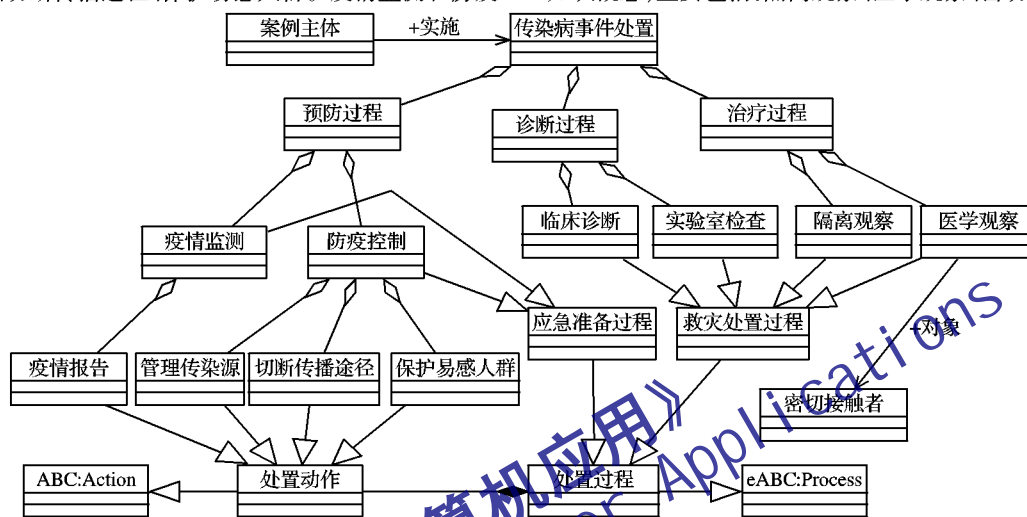 案例主体
+实施
传染病事件处置
预防过程
诊断过程
治疗过程
疫情监测
防疫控制
临床诊断
实验室检查
隔离观察
医学观察
应急准备过程
救灾处置过程
+对象
疫情报告
管理传染源
切断传播途径
保护易感人群
密切接触者
ABC:Action
处置动作
处置过程
eABC:Process
算机应用》
er Applications